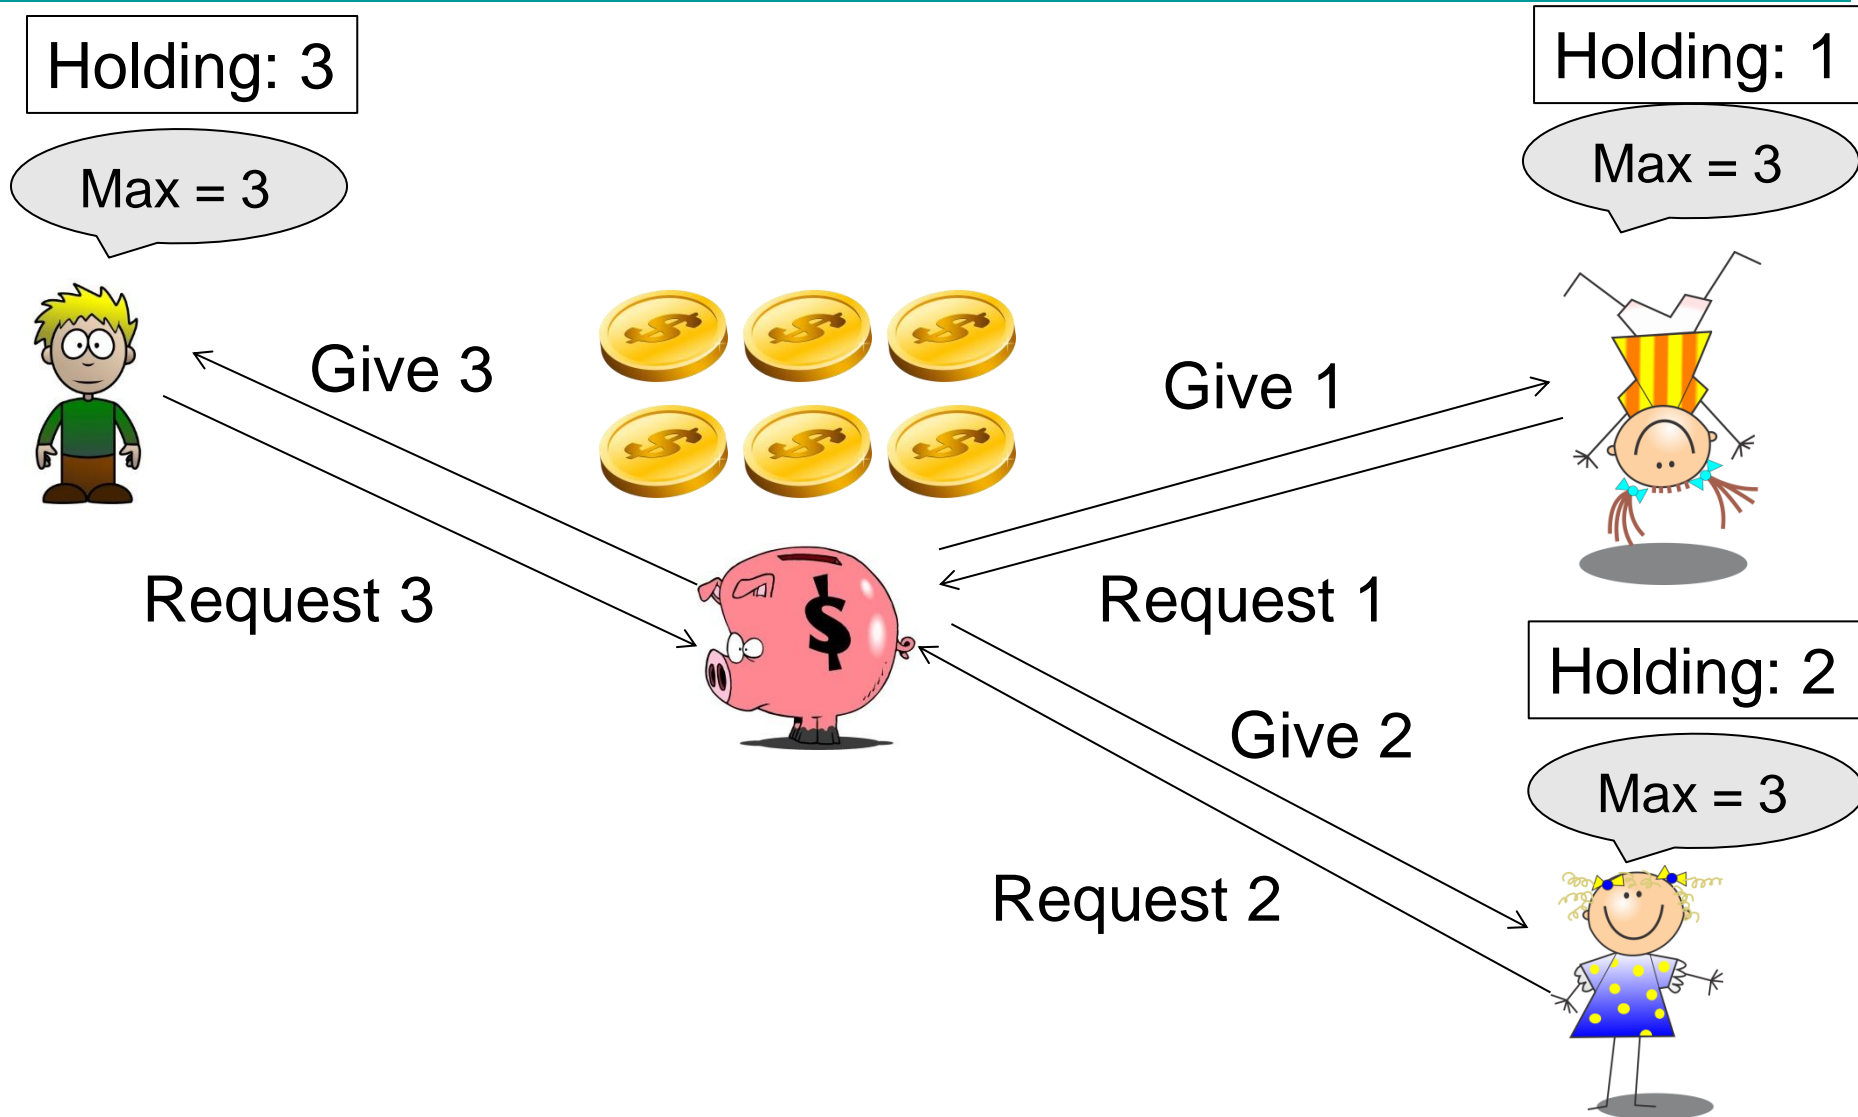 Holding: 3
Holding: 1
Max = 3
Max = 3
Give 3
Give 1
Request 3
Request 1
$
Holding: 2
Give 2
Max = 3
Request 2